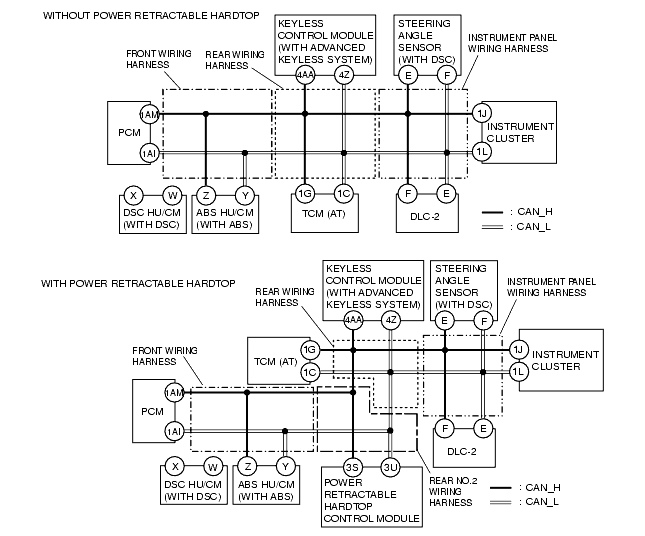 WITHOUT POWER RETRACTABLE HARDTOP
KEYLESS
CONTROL MODULE
(WITH ADVANCED
KEYLESS SYSTEM)
STEERING
ANGLE
SENSOR
(WITH DSC)
INSTRUMENT PANEL
WIRING HARNESS
FRONT WIRING
HARNESS
REAR WIRING
HARNESS
4AA
4Z
E
F
PCM
1AM
1AI
1J
1L
INSTRUMENT
CLUSTER
X
W
Z
Y
1G
1C
F
E
DSC HU/CM
(WITH DSC)
ABS HU/CM
(WITH ABS)
TCM (AT)
DLC-2
: CAN_H
: CAN_L
WITH POWER RETRACTABLE HARDTOP
REAR WIRING
HARNESS
KEYLESS
CONTROL MODULE
(WITH ADVANCED
KEYLESS SYSTEM)
STEERING
ANGLE
SENSOR
(WITH DSC)
INSTRUMENT PANEL
WIRING HARNESS
4AA
4Z
E
F
FRONT WIRING
HARNESS
TCM (AT)
1G
1C
1J
1L
INSTRUMENT
CLUSTER
PCM
1AM
1AI
F
E
DLC-2
X
W
Z
Y
3S
3U
DSC HU/CM
(WITH DSC)
ABS HU/CM
(WITH ABS)
POWER
RETRACTABLE
HARDTOP
CONTROL MODULE
REAR NO.2
WIRING
HARNESS
: CAN_H
: CAN_L